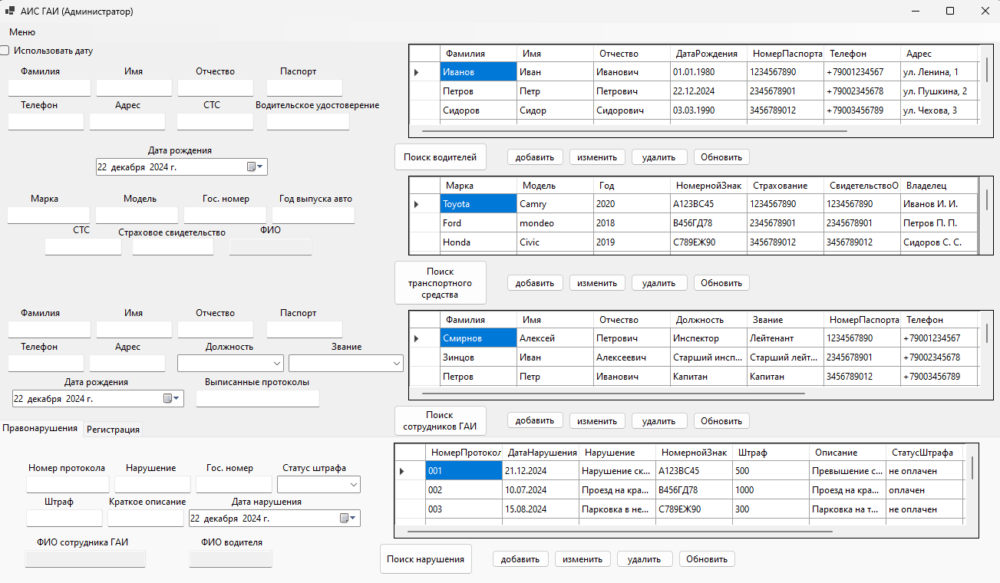 АИС ГАИ (Администратор)
Меню
Использовать дату
Фамилия Имя Отчество Паспорт
Телефон Адрес СТС Водительское удостоверение
Дата рождения
22 декабря 2024 г.
Фамилия Имя Отчество ДатаРождения НомерПаспорта Телефон Адрес
Иванов Иван Иванович 01.01.1980 1234567890 +79001234567 ул. Ленина, 1
Петров Петр Петрович 22.12.2024 2345678901 +79002345678 ул. Пушкина, 2
Сидоров Сидор Сидорович 03.03.1990 3456789012 +79003456789 ул. Чехова, 3
Поиск водителей добавить изменить удалить Обновить
Марка Модель Гос. номер Год выпуска авто
СТС Страховое свидетельство ФИО
Марка Модель Год НомернойЗнак Страхование СвидетельствоО Владелец
Toyota Camry 2020 А123ВС45 1234567890 1234567890 Иванов И. И.
Ford mondeo 2018 В456ГД78 2345678901 2345678901 Петров П. П.
Honda Civic 2019 С789ЕЖ90 3456789012 3456789012 Сидоров С. С.
Поиск
транспортного
средства
добавить изменить удалить Обновить
Фамилия Имя Отчество Паспорт
Телефон Адрес Должность Звание
Дата рождения Выписанные протоколы
22 декабря 2024 г.
Фамилия Имя Отчество Должность Звание НомерПаспорта Телефон
Смирнов Алексей Петрович Инспектор Лейтенант 1234567890 +79001234567
Зинцов Иван Алексеевич Старший инсп... Старший лейт... 2345678901 +79002345678
Петров Петр Иванович Капитан Капитан 3456789012 +79003456789
Поиск
сотрудников ГАИ
добавить изменить удалить Обновить
Правонарушения Регистрация
Номер протокола Нарушение Гос. номер Статус штрафа
Штраф Краткое описание Дата нарушения
22 декабря 2024 г.
ФИО сотрудника ГАИ ФИО водителя
НомерПротокол ДатаНарушения Нарушение НомернойЗнак Штраф Описание СтатусШтрафа
001 21.12.2024 Нарушение ск... А123ВС45 500 Превышение с... не оплачен
002 10.07.2024 Проезд на кра... В456ГД78 1000 Проезд на кра... оплачен
003 15.08.2024 Парковка в не... С789ЕЖ90 300 Парковка на т... не оплачен
Поиск нарушения добавить изменить удалить Обновить